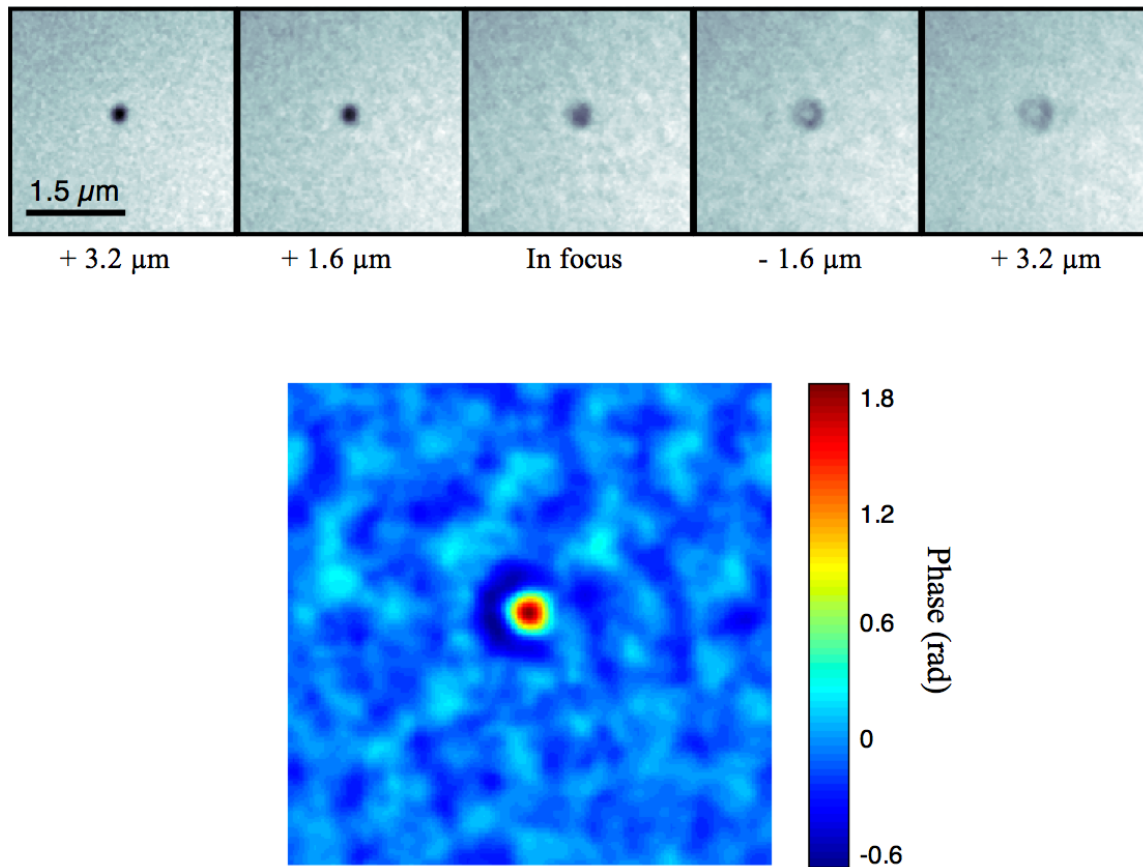 1.5 µm
+ 3.2 µm
+ 1.6 µm
In focus
- 1.6 µm
+ 3.2 µm
1.8
1.2
0.6
0
-0.6
Phase (rad)